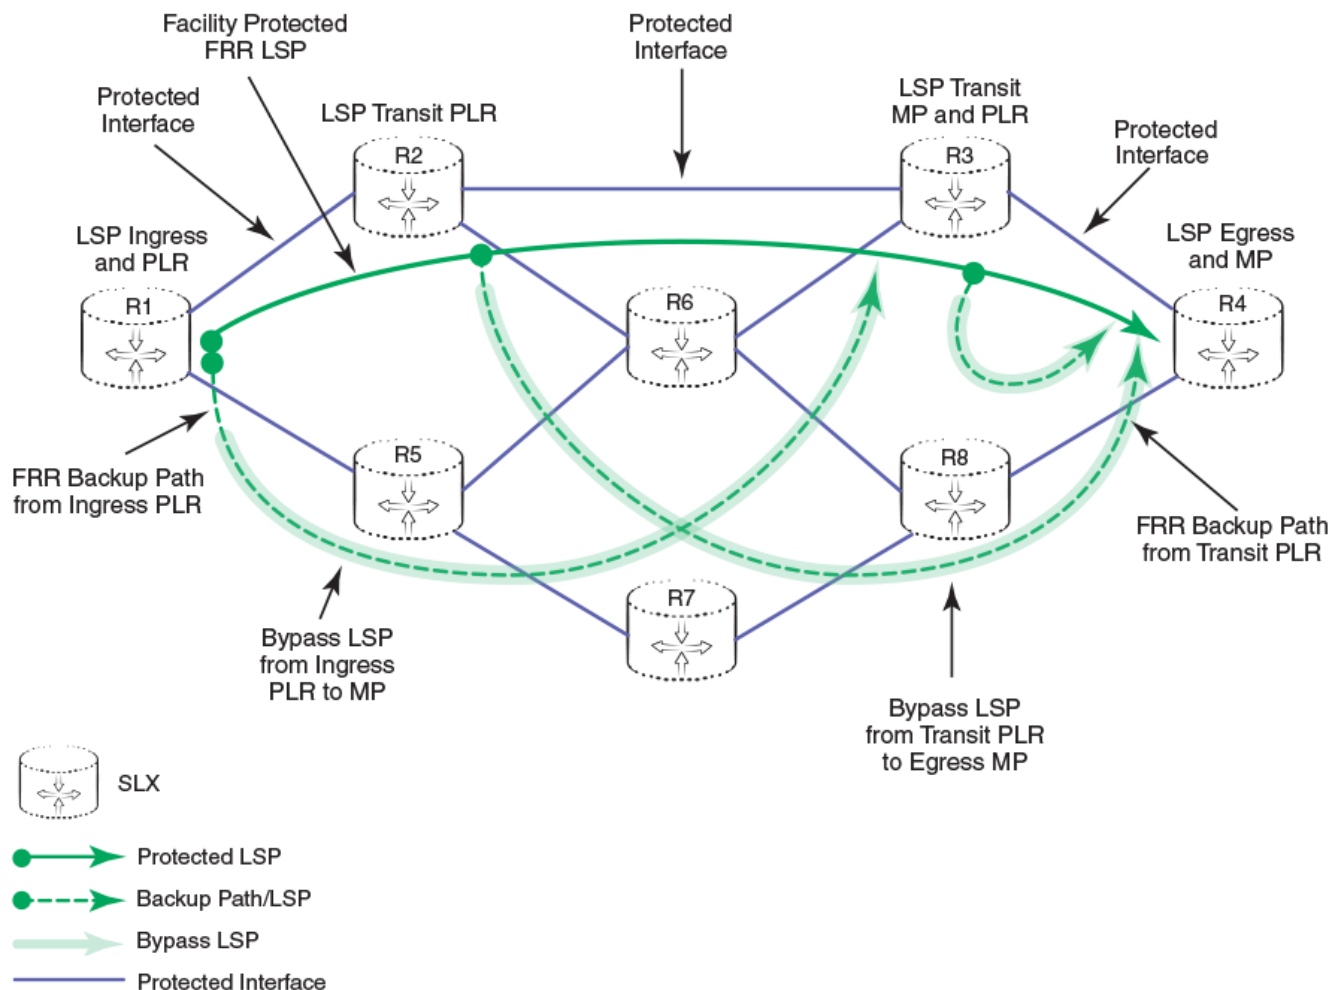 Facility Protected
FRR LSP
Protected
Interface
Protected
Interface
LSP Transit PLR
LSP Transit
MP and PLR
Protected
Interface
R2
R3
LSP Ingress
and PLR
LSP Egress
and MP
R1
R6
R4
R5
R8
FRR Backup Path
from Ingress PLR
FRR Backup Path
from Transit PLR
R7
Bypass LSP
from Ingress
PLR to MP
Bypass LSP
from Transit PLR
to Egress MP
SLX
Protected LSP
Backup Path/LSP
Bypass LSP
Protected Interface